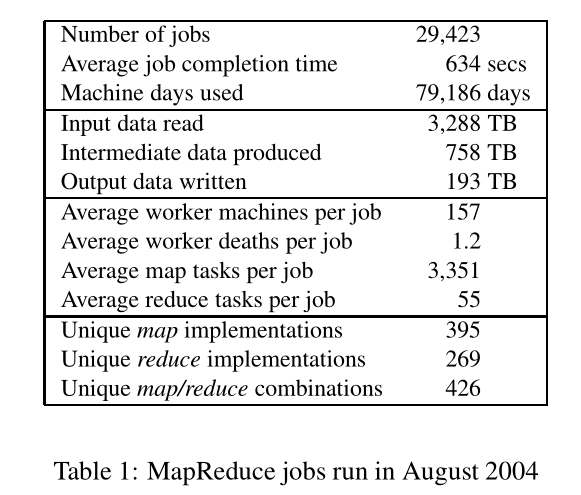 Number of jobs 29,423
Average job completion time 634 secs
Machine days used 79,186 days
Input data read 3,288 TB
Intermediate data produced 758 TB
Output data written 193 TB
Average worker machines per job 157
Average worker deaths per job 1.2
Average map tasks per job 3,351
Average reduce tasks per job 55
Unique map implementations 395
Unique reduce implementations 269
Unique map/reduce combinations 426
Table 1: MapReduce jobs run in August 2004